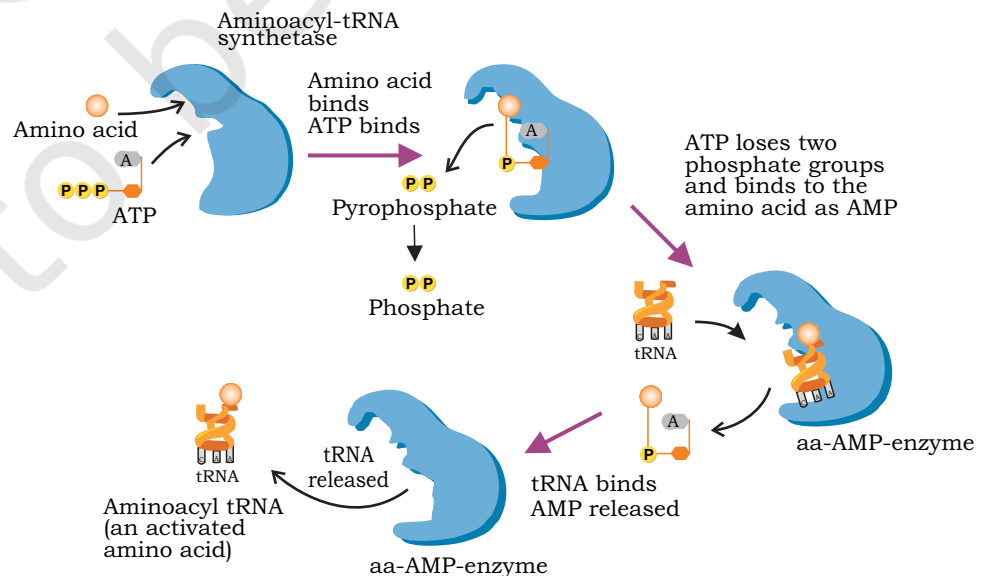 Aminoacyl-tRNA
synthetase
Amino acid
A
P P P
ATP
Amino acid
binds
ATP binds
A
P
P P
Pyrophosphate
P P
Phosphate
ATP loses two
phosphate groups
and binds to the
amino acid as AMP
C A A
tRNA
C A A
aa-AMP-enzyme
A
P
tRNA binds
AMP released
tRNA
released
aa-AMP-enzyme
C A A
tRNA
Aminoacyl tRNA
(an activated
amino acid)
to be